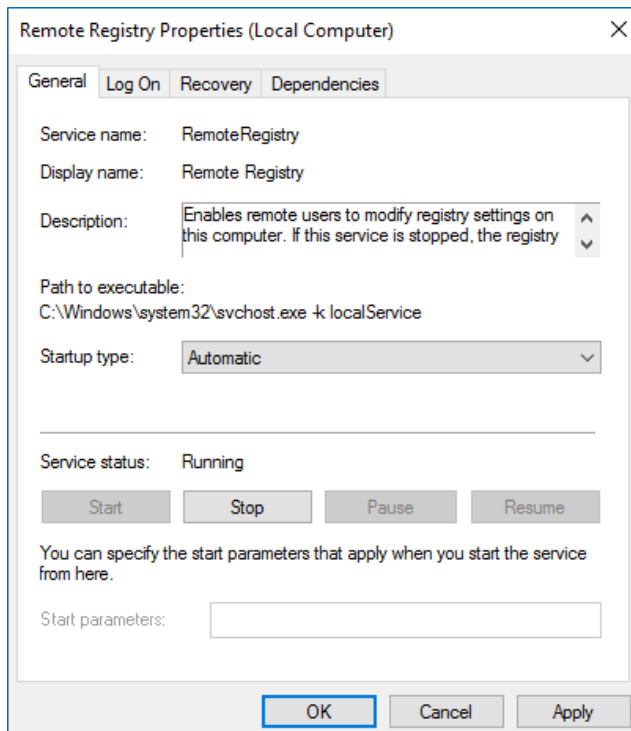 Remote Registry Properties (Local Computer)
General Log On Recovery Dependencies
Service name: RemoteRegistry
Display name: Remote Registry
Description: Enables remote users to modify registry settings on
this computer. If this service is stopped, the registry
Path to executable:
C:\Windows\system32\svchost.exe -k localService
Startup type: Automatic
Service status: Running
Start Stop Pause Resume
You can specify the start parameters that apply when you start the service
from here.
Start parameters:
OK Cancel Apply